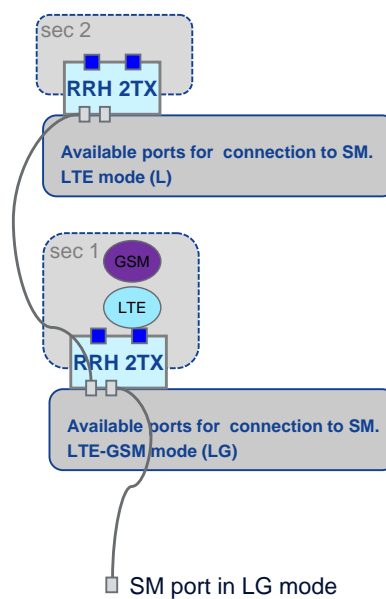 sec 2
RRH 2TX
Available ports for connection to SM.
LTE mode (L)
sec 1
GSM
LTE
RRH 2TX
Available ports for connection to SM.
LTE-GSM mode (LG)
SM port in LG mode